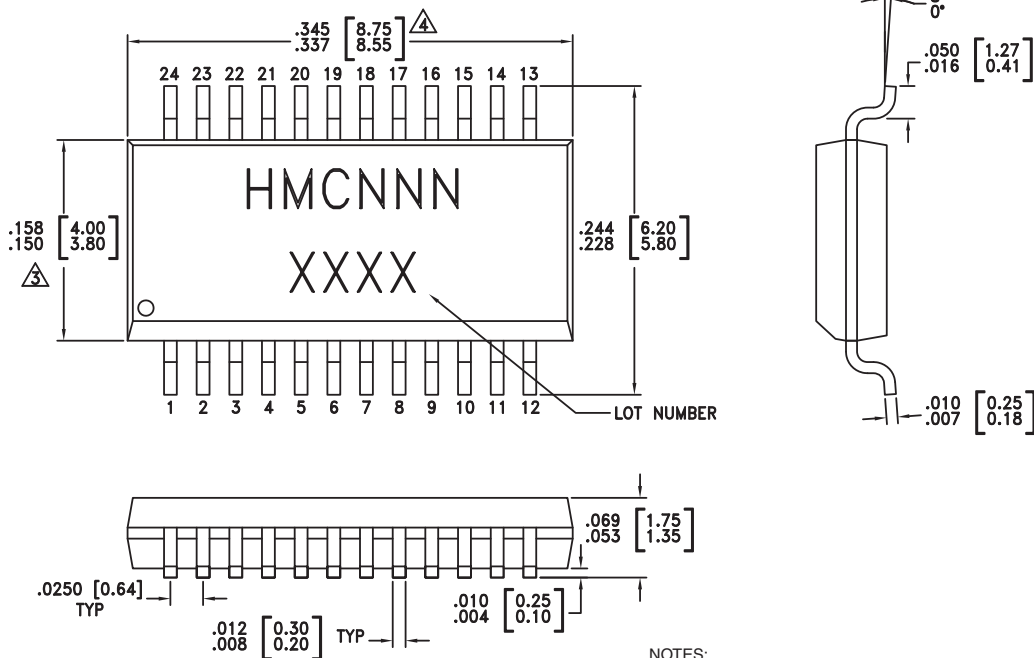 .345 [8.75] 4
.337 [8.55]
24 23 22 21 20 19 18 17 16 15 14 13
0°
.050 [1.27]
.016 [0.41]
HMCNNN
XXXX
.158 [4.00]
.150 [3.80]
3
.244 [6.20]
.228 [5.80]
1 2 3 4 5 6 7 8 9 10 11 12
LOT NUMBER
.010 [0.25]
.007 [0.18]
.069 [1.75]
.053 [1.35]
.0250 [0.64]
TYP
.012 [0.30]
.008 [0.20]
TYP
.010 [0.25]
.004 [0.10]
NOTES: